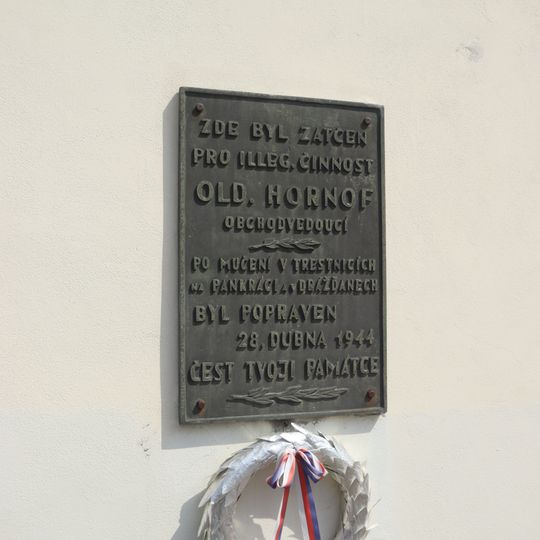 ZDE BYL ZATČEN
PRO ILLEG. ČINNOST
OLD. HORNOF
OBCHODVEDOUCÍ
PO MUČENÍ V TRESTNICÍCH
NA PANKRÁCI A V DRÁŽĎANECH
BYL POPRAVEN
28. DUBNA 1944
ČEST TVOJÍ PAMÁTCE